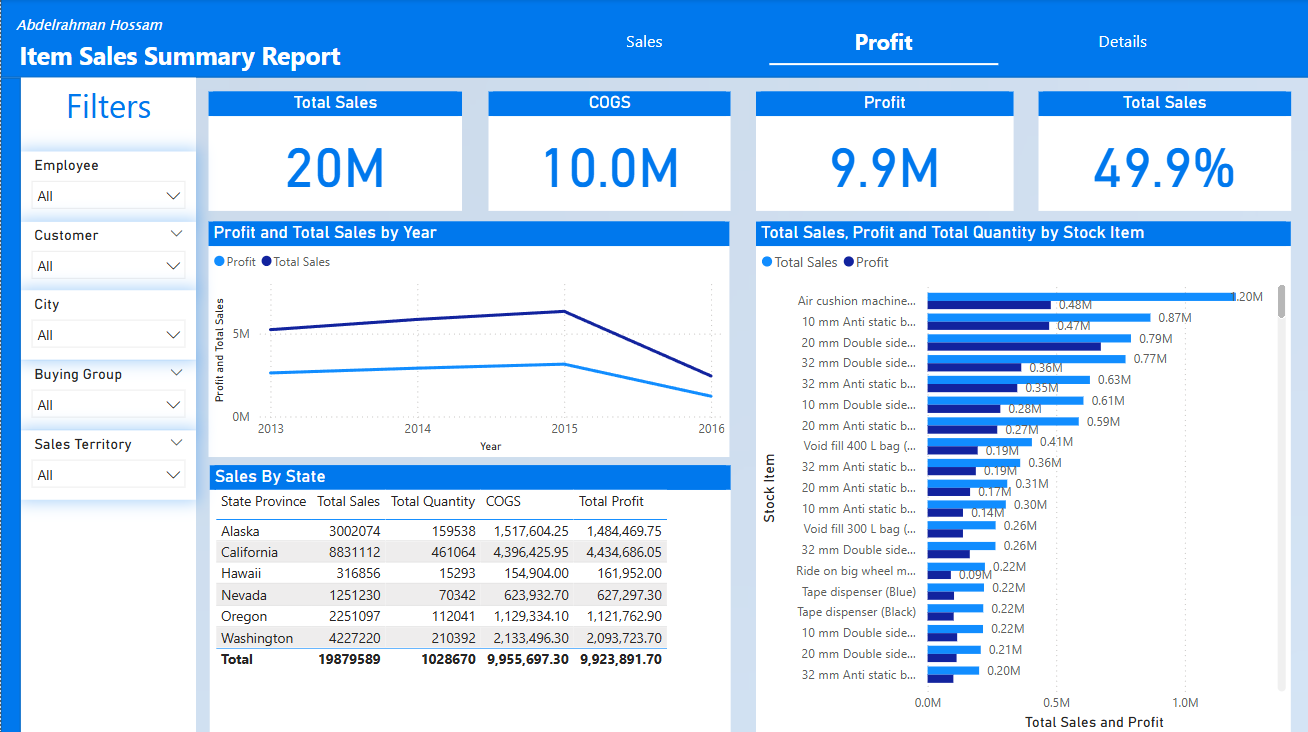 Abdelrahman Hossam
Item Sales Summary Report
Sales
Profit
Details
Filters
Employee
All
Customer
All
City
All
Buying Group
All
Sales Territory
All
Total Sales
20M
COGS
10.0M
Profit
9.9M
Total Sales
49.9%
Profit and Total Sales by Year
Profit Total Sales
Profit and Total Sales
5M
0M
2013 2014 2015 2016
Year
Sales By State
State Province Total Sales Total Quantity COGS Total Profit
Alaska 3002074 159538 1,517,604.25 1,484,469.75
California 8831112 461064 4,396,425.95 4,434,686.05
Hawaii 316856 15293 154,904.00 161,952.00
Nevada 1251230 70342 623,932.70 627,297.30
Oregon 2251097 112041 1,129,334.10 1,121,762.90
Washington 4227220 210392 2,133,496.30 2,093,723.70
Total 19879589 1028670 9,955,697.30 9,923,891.70
Total Sales, Profit and Total Quantity by Stock Item
Total Sales Profit
Stock Item
Air cushion machine... 1.20M
0.48M
10 mm Anti static b... 0.87M
0.47M
20 mm Double side... 0.79M
32 mm Double side... 0.77M
0.36M
32 mm Anti static b... 0.63M
0.35M
10 mm Double side... 0.61M
0.28M
20 mm Anti static b... 0.59M
0.27M
Void fill 400 L bag (... 0.41M
0.19M
32 mm Anti static b... 0.36M
0.19M
20 mm Anti static b... 0.31M
0.17M
10 mm Anti static b... 0.30M
0.14M
Void fill 300 L bag (... 0.26M
32 mm Double side... 0.26M
Ride on big wheel m... 0.22M
0.09M
Tape dispenser (Blue) 0.22M
Tape dispenser (Black) 0.22M
10 mm Double side... 0.22M
20 mm Double side... 0.21M
32 mm Anti static b... 0.20M
0.0M 0.5M 1.0M
Total Sales and Profit